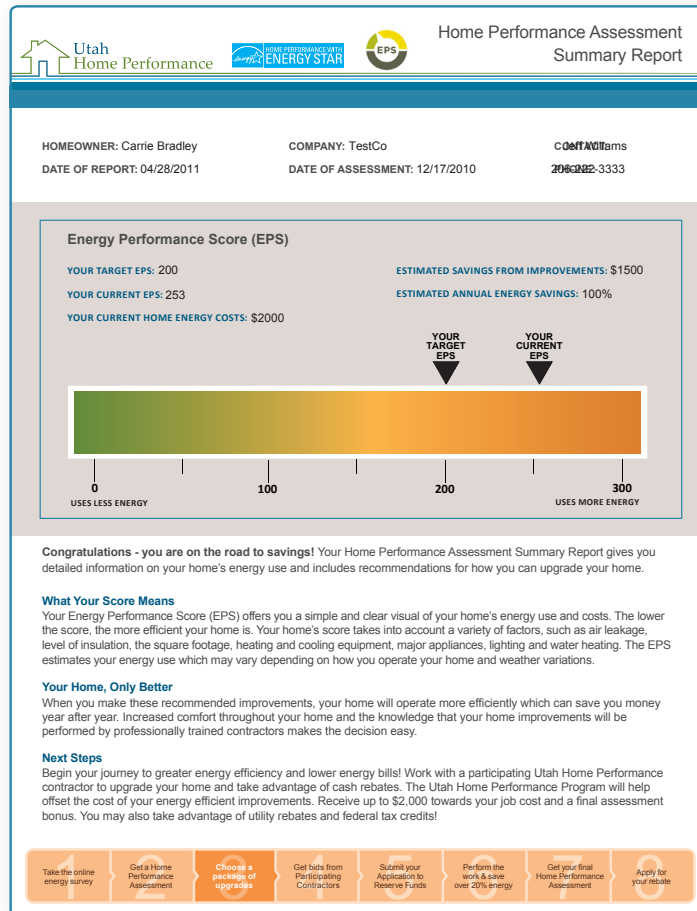 Utah
Home Performance
HOME PERFORMANCE WITH
ENERGY STAR
EPS
Home Performance Assessment
Summary Report
HOMEOWNER: Carrie Bradley
COMPANY: TestCo
CONTACT: Jeff Williams
DATE OF REPORT: 04/28/2011
DATE OF ASSESSMENT: 12/17/2010
PHONE: 206-222-3333
Energy Performance Score (EPS)
YOUR TARGET EPS: 200
ESTIMATED SAVINGS FROM IMPROVEMENTS: $1500
YOUR CURRENT EPS: 253
ESTIMATED ANNUAL ENERGY SAVINGS: 100%
YOUR CURRENT HOME ENERGY COSTS: $2000
YOUR
TARGET
EPS
YOUR
CURRENT
EPS
0
100
200
300
USES LESS ENERGY
USES MORE ENERGY
Congratulations - you are on the road to savings! Your Home Performance Assessment Summary Report gives you
detailed information on your home's energy use and includes recommendations for how you can upgrade your home.
What Your Score Means
Your Energy Performance Score (EPS) offers you a simple and clear visual of your home's energy use and costs. The lower
the score, the more efficient your home is. Your home's score takes into account a variety of factors, such as air leakage,
level of insulation, the square footage, heating and cooling equipment, major appliances, lighting and water heating. The EPS
estimates your energy use which may vary depending on how you operate your home and weather variations.
Your Home, Only Better
When you make these recommended improvements, your home will operate more efficiently which can save you money
year after year. Increased comfort throughout your home and the knowledge that your home improvements will be
performed by professionally trained contractors makes the decision easy.
Next Steps
Begin your journey to greater energy efficiency and lower energy bills! Work with a participating Utah Home Performance
contractor to upgrade your home and take advantage of cash rebates. The Utah Home Performance Program will help
offset the cost of your energy efficient improvements. Receive up to $2,000 towards your job cost and a final assessment
bonus. You may also take advantage of utility rebates and federal tax credits!
1
Take the online
energy survey
2
Get a Home
Performance
Assessment
3
Choose a
package of
upgrades
4
Get bids from
Participating
Contractors
5
Submit your
Application to
Reserve Funds
6
Perform the
work & save
over 20% energy
7
Get your final
Home Performance
Assessment
8
Apply for
your rebate